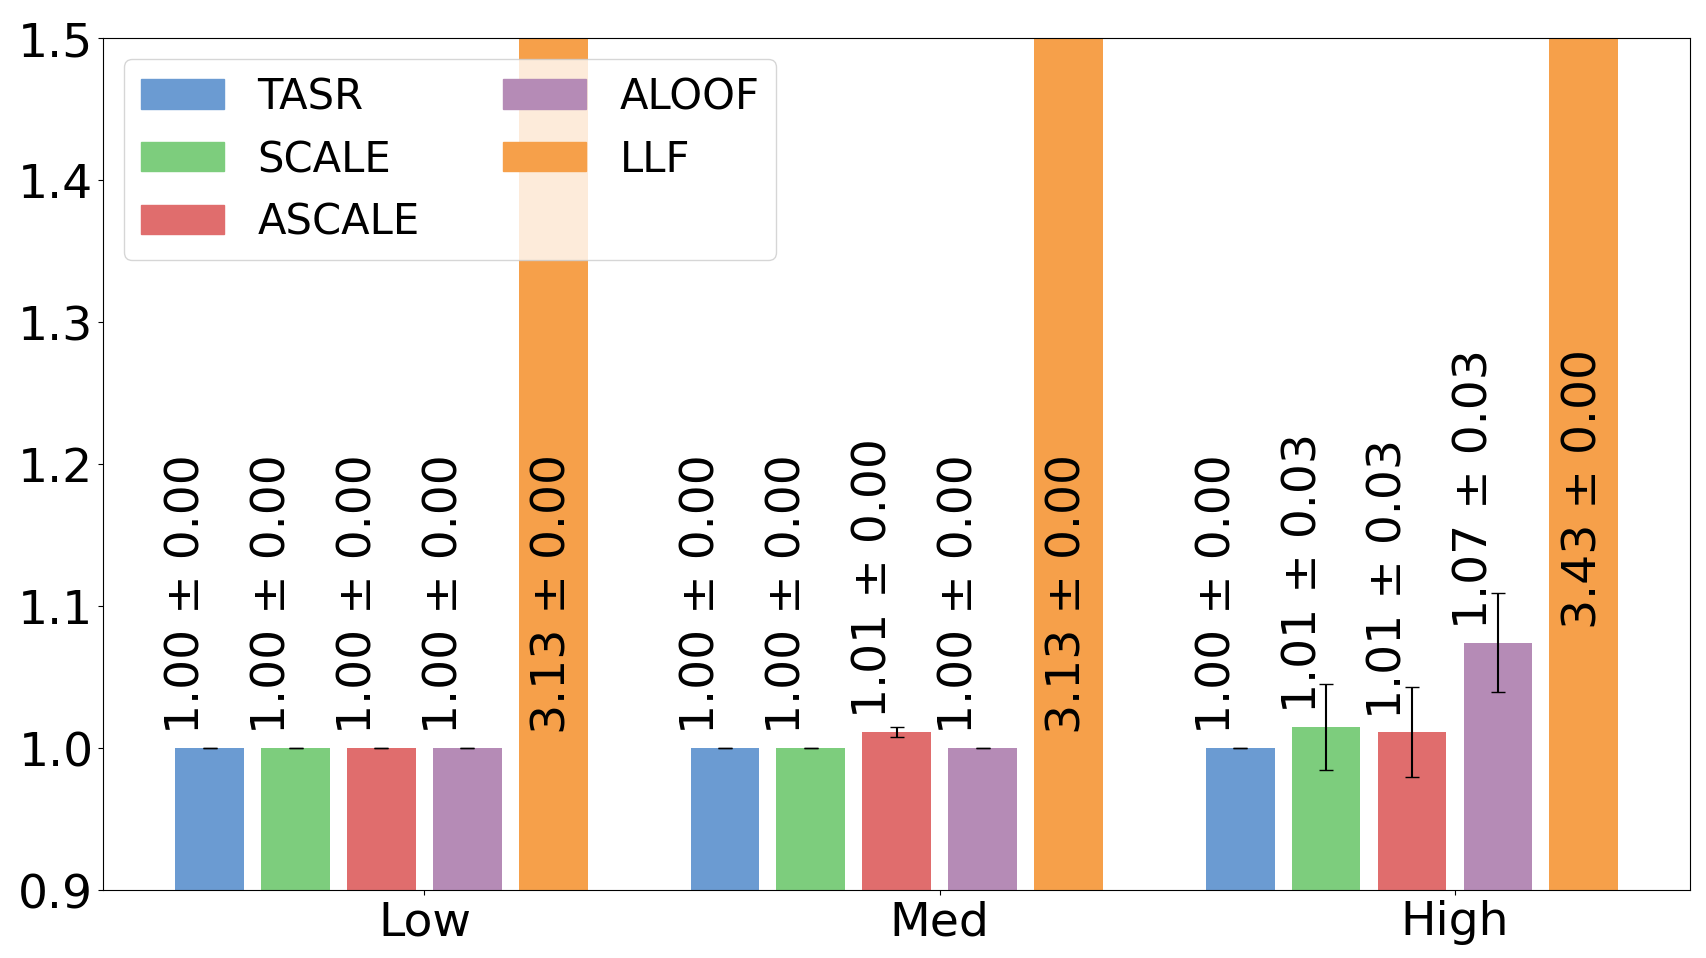 1.5
1.4
1.3
1.2
1.1
1.0
0.9
TASR
SCALE
ASCALE
ALOOF
LLF
1.00 ± 0.00
1.00 ± 0.00
1.00 ± 0.00
1.00 ± 0.00
3.13 ± 0.00
1.00 ± 0.00
1.00 ± 0.00
1.01 ± 0.00
1.00 ± 0.00
3.13 ± 0.00
1.00 ± 0.00
1.01 ± 0.03
1.01 ± 0.03
1.07 ± 0.03
3.43 ± 0.00
Low
Med
High